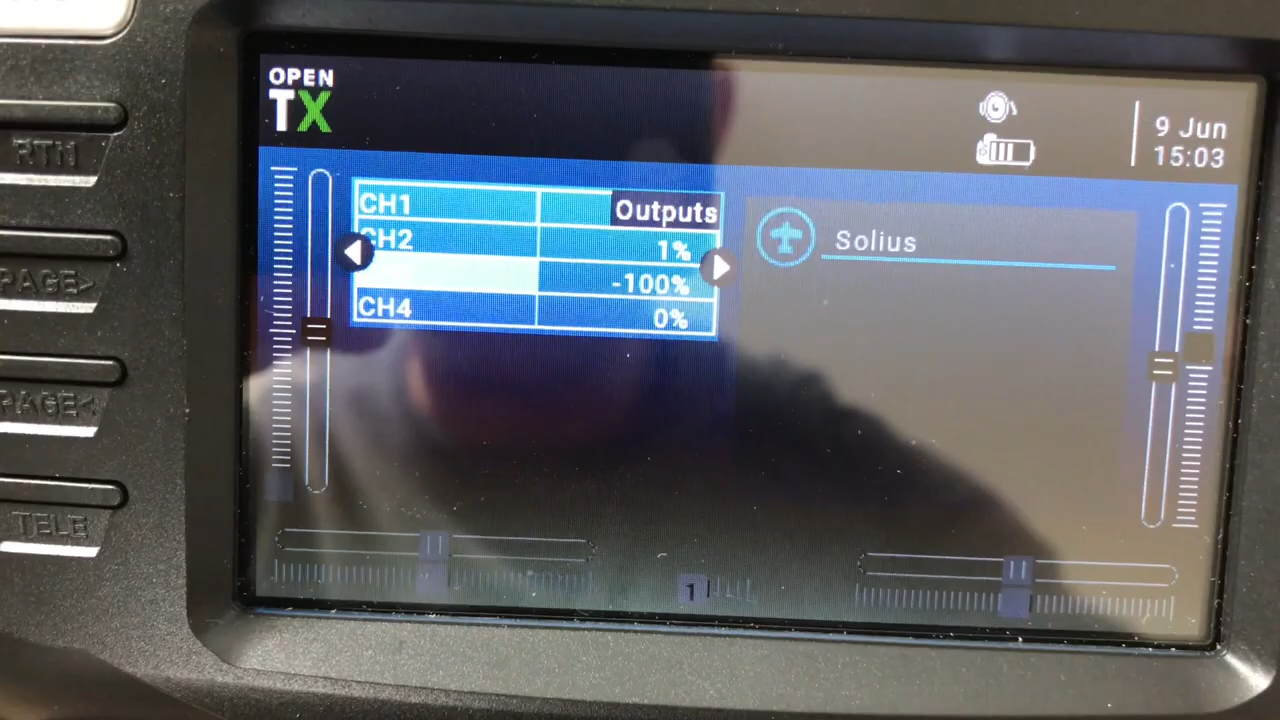 OPEN
TX
9 Jun
15:03
RTN
PAGE>
PAGE<
TELE
CH1 Outputs
CH2 1%
-100%
CH4 0%
Solius
1